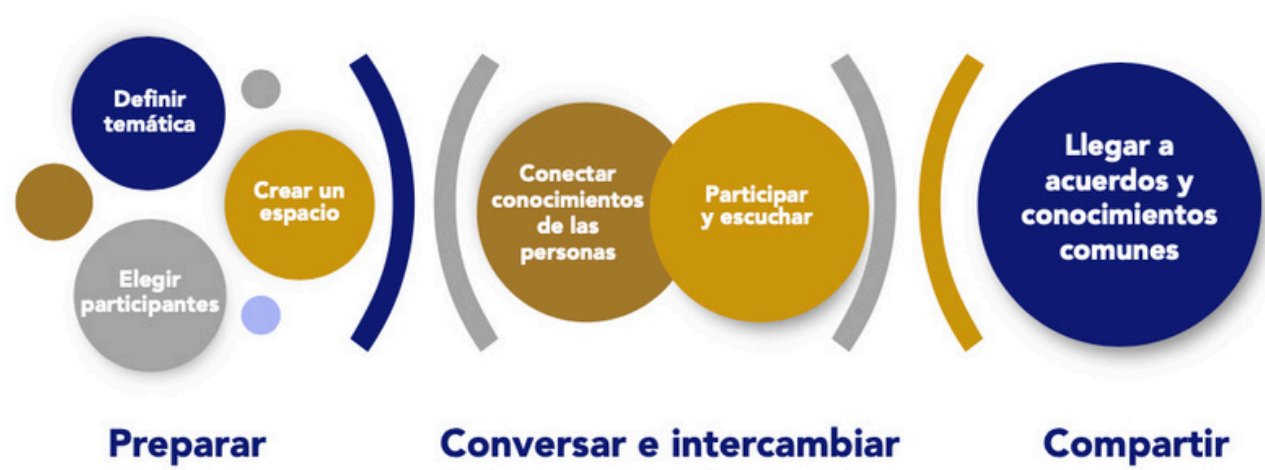 Definir
temática
Crear un
espacio
Elegir
participantes
Conectar
conocimientos
de las
personas
Participar
y escuchar
Llegar a
acuerdos y
conocimientos
comunes
Preparar
Conversar e intercambiar
Compartir